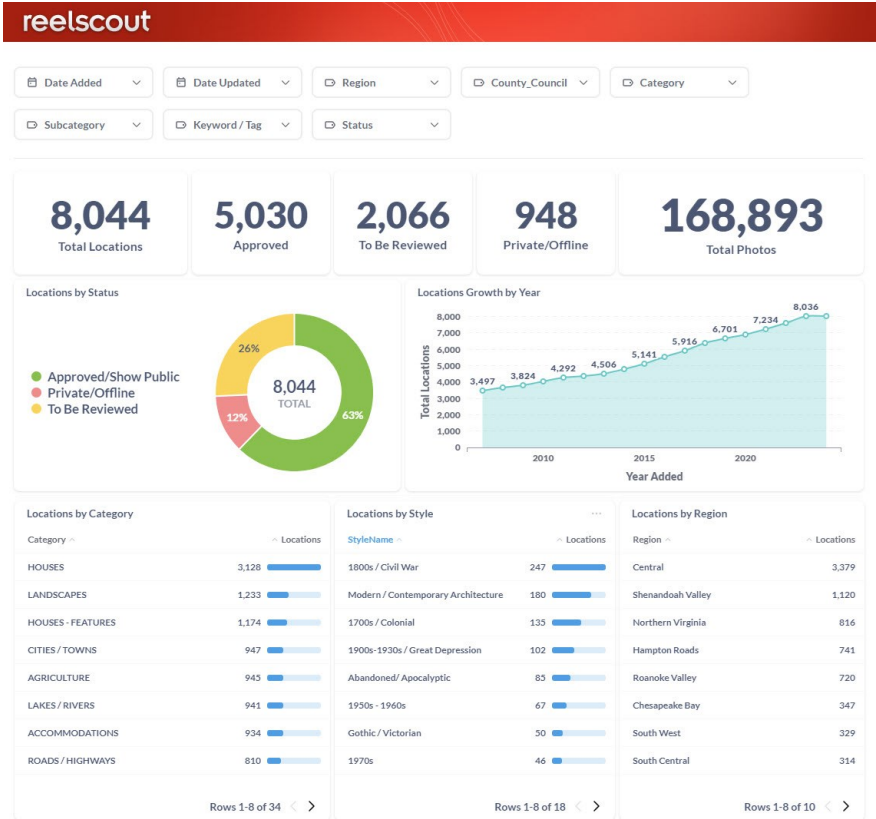 reelscout
Date Added
Date Updated
Region
County_Council
Category
Subcategory
Keyword / Tag
Status
8,044
Total Locations
5,030
Approved
2,066
To Be Reviewed
948
Private/Offline
168,893
Total Photos
Locations by Status
Approved/Show Public
Private/Offline
To Be Reviewed
26%
12%
63%
8,044
TOTAL
Locations Growth by Year
Total Locations
8,000
7,000
6,000
5,000
4,000
3,000
2,000
1,000
0
3,497
3,824
4,292
4,506
5,141
5,916
6,701
7,234
8,036
2010
2015
2020
Year Added
Locations by Category
Category Locations
HOUSES 3,128
LANDSCAPES 1,233
HOUSES - FEATURES 1,174
CITIES / TOWNS 947
AGRICULTURE 945
LAKES / RIVERS 941
ACCOMMODATIONS 934
ROADS / HIGHWAYS 810
Rows 1-8 of 34
Locations by Style ...
StyleName Locations
1800s / Civil War 247
Modern / Contemporary Architecture 180
1700s / Colonial 135
1900s-1930s / Great Depression 102
Abandoned/ Apocalyptic 85
1950s - 1960s 67
Gothic / Victorian 50
1970s 46
Rows 1-8 of 18
Locations by Region
Region Locations
Central 3,379
Shenandoah Valley 1,120
Northern Virginia 816
Hampton Roads 741
Roanoke Valley 720
Chesapeake Bay 347
South West 329
South Central 314
Rows 1-8 of 10